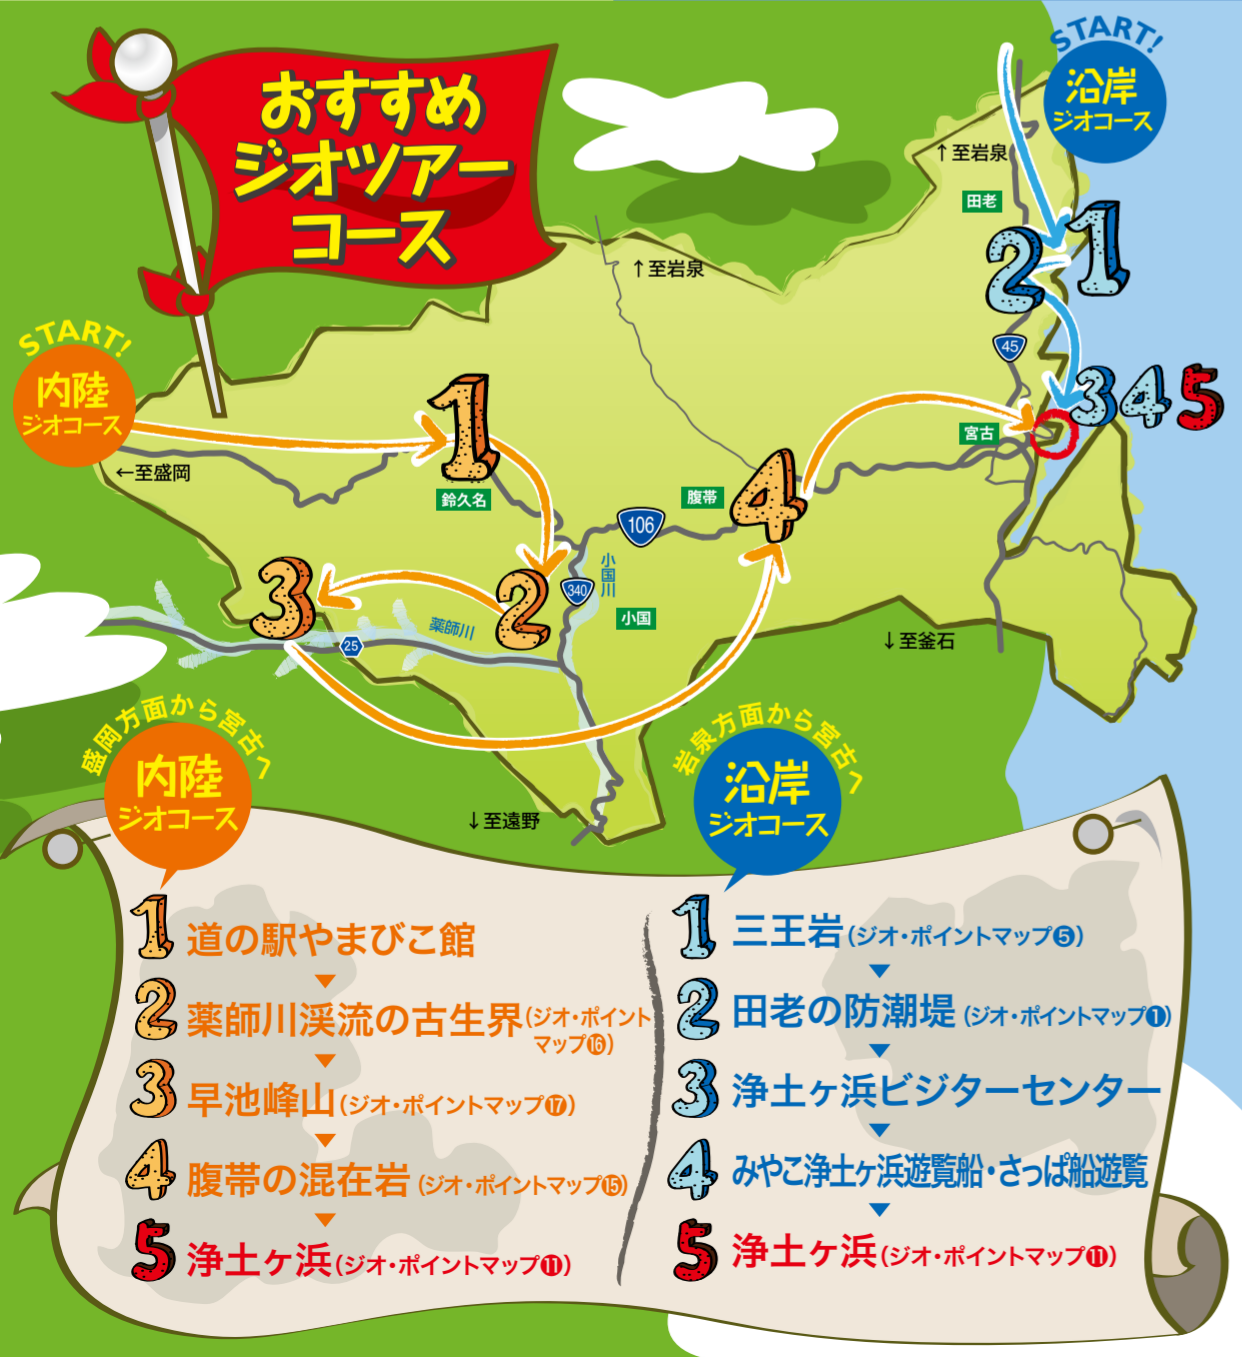 おすすめ
ジオツアー
コース
START!
沿岸
ジオコース
↑至岩泉
田老
2
1
↑至岩泉
45
START!
内陸
ジオコース
345
1
宮古
←至盛岡
鈴久名
腹帯
4
106
小国川
3
2
340
小国
薬師川
25
↓至釜石
↓至遠野
盛岡方面から宮古へ
内陸
ジオコース
1 道の駅やまびこ館
2 薬師川渓流の古生界(ジオ・ポイント
マップ⓰)
3 早池峰山(ジオ・ポイントマップ⓱)
4 腹帯の混在岩(ジオ・ポイントマップ⓯)
5 浄土ヶ浜(ジオ・ポイントマップ⓫)
岩泉方面から宮古へ
沿岸
ジオコース
1 三王岩(ジオ・ポイントマップ❺)
2 田老の防潮堤(ジオ・ポイントマップ❶)
3 浄土ヶ浜ビジターセンター
4 みやこ浄土ヶ浜遊覧船・さっぱ船遊覧
5 浄土ヶ浜(ジオ・ポイントマップ⓫)